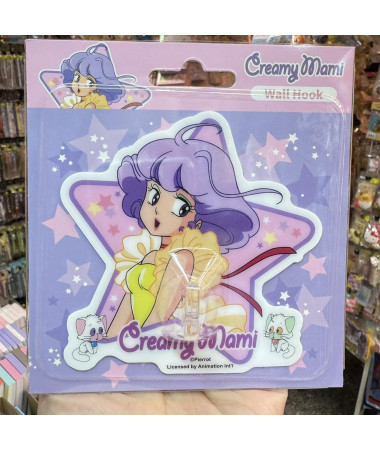 Creamy Mami
Wall Hook
Creamy Mami
©Pierrot
Licensed by Animation Int'l